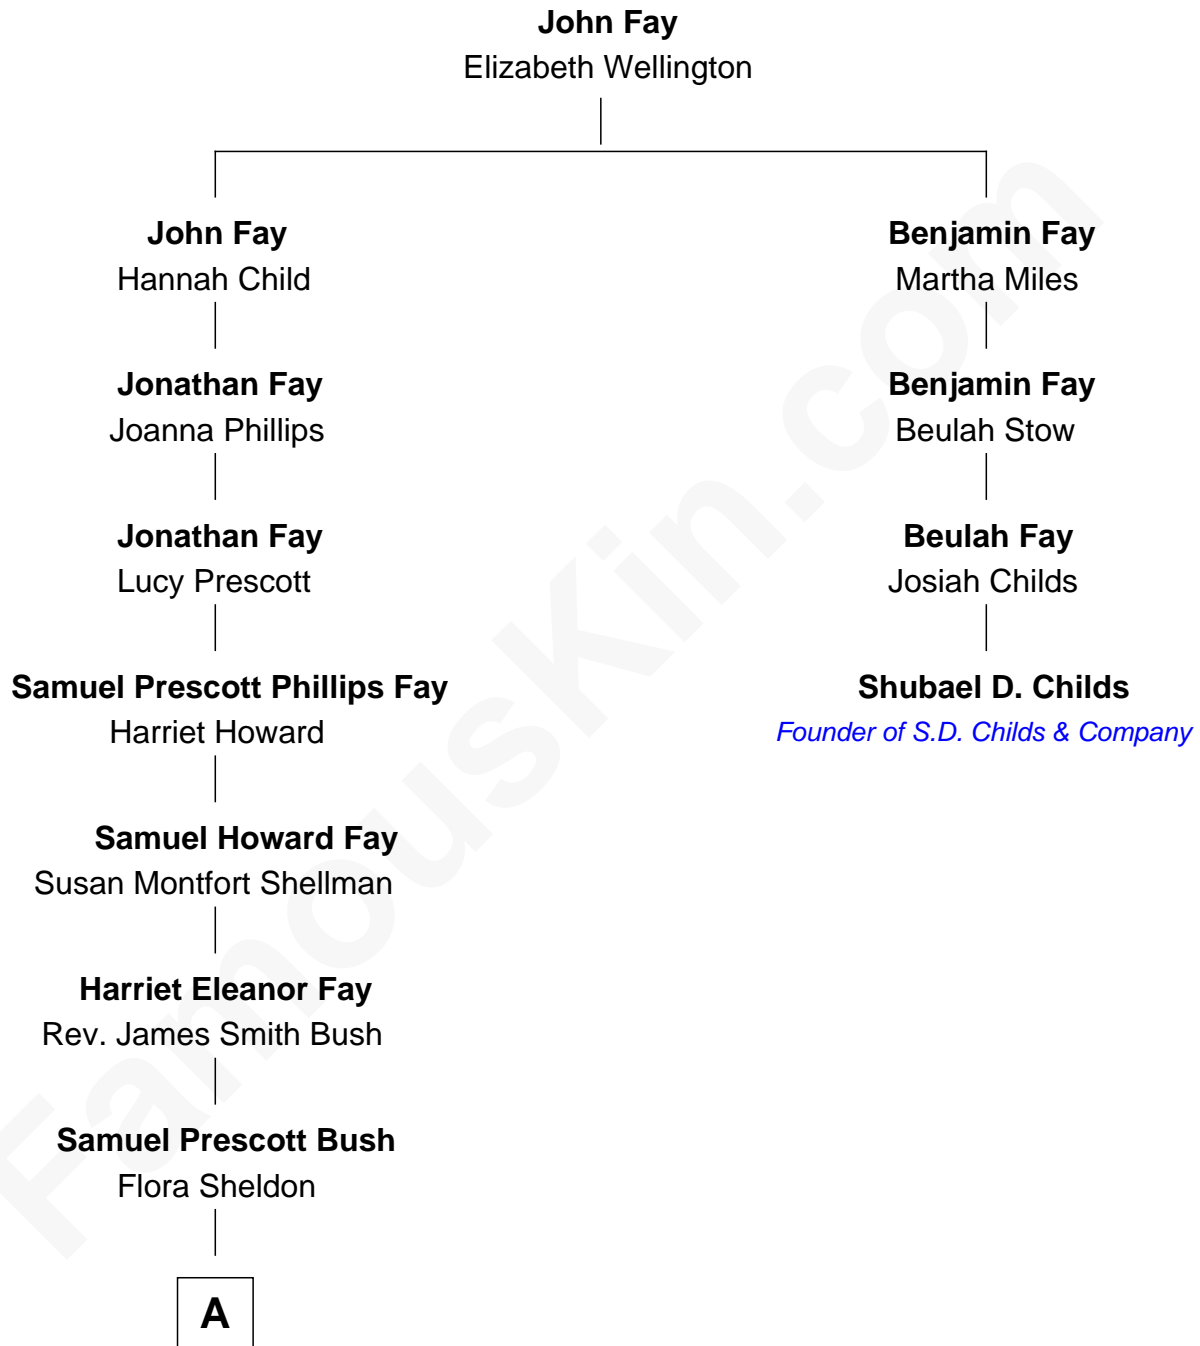 John Fay
Elizabeth Wellington
John Fay
Hannah Child
Benjamin Fay
Martha Miles
Jonathan Fay
Joanna Phillips
Benjamin Fay
Beulah Stow
Jonathan Fay
Lucy Prescott
Beulah Fay
Josiah Childs
Samuel Prescott Phillips Fay
Harriet Howard
Shubael D. Childs
Founder of S.D. Childs & Company
Samuel Howard Fay
Susan Montfort Shellman
Harriet Eleanor Fay
Rev. James Smith Bush
Samuel Prescott Bush
Flora Sheldon
A
FamousKin.com